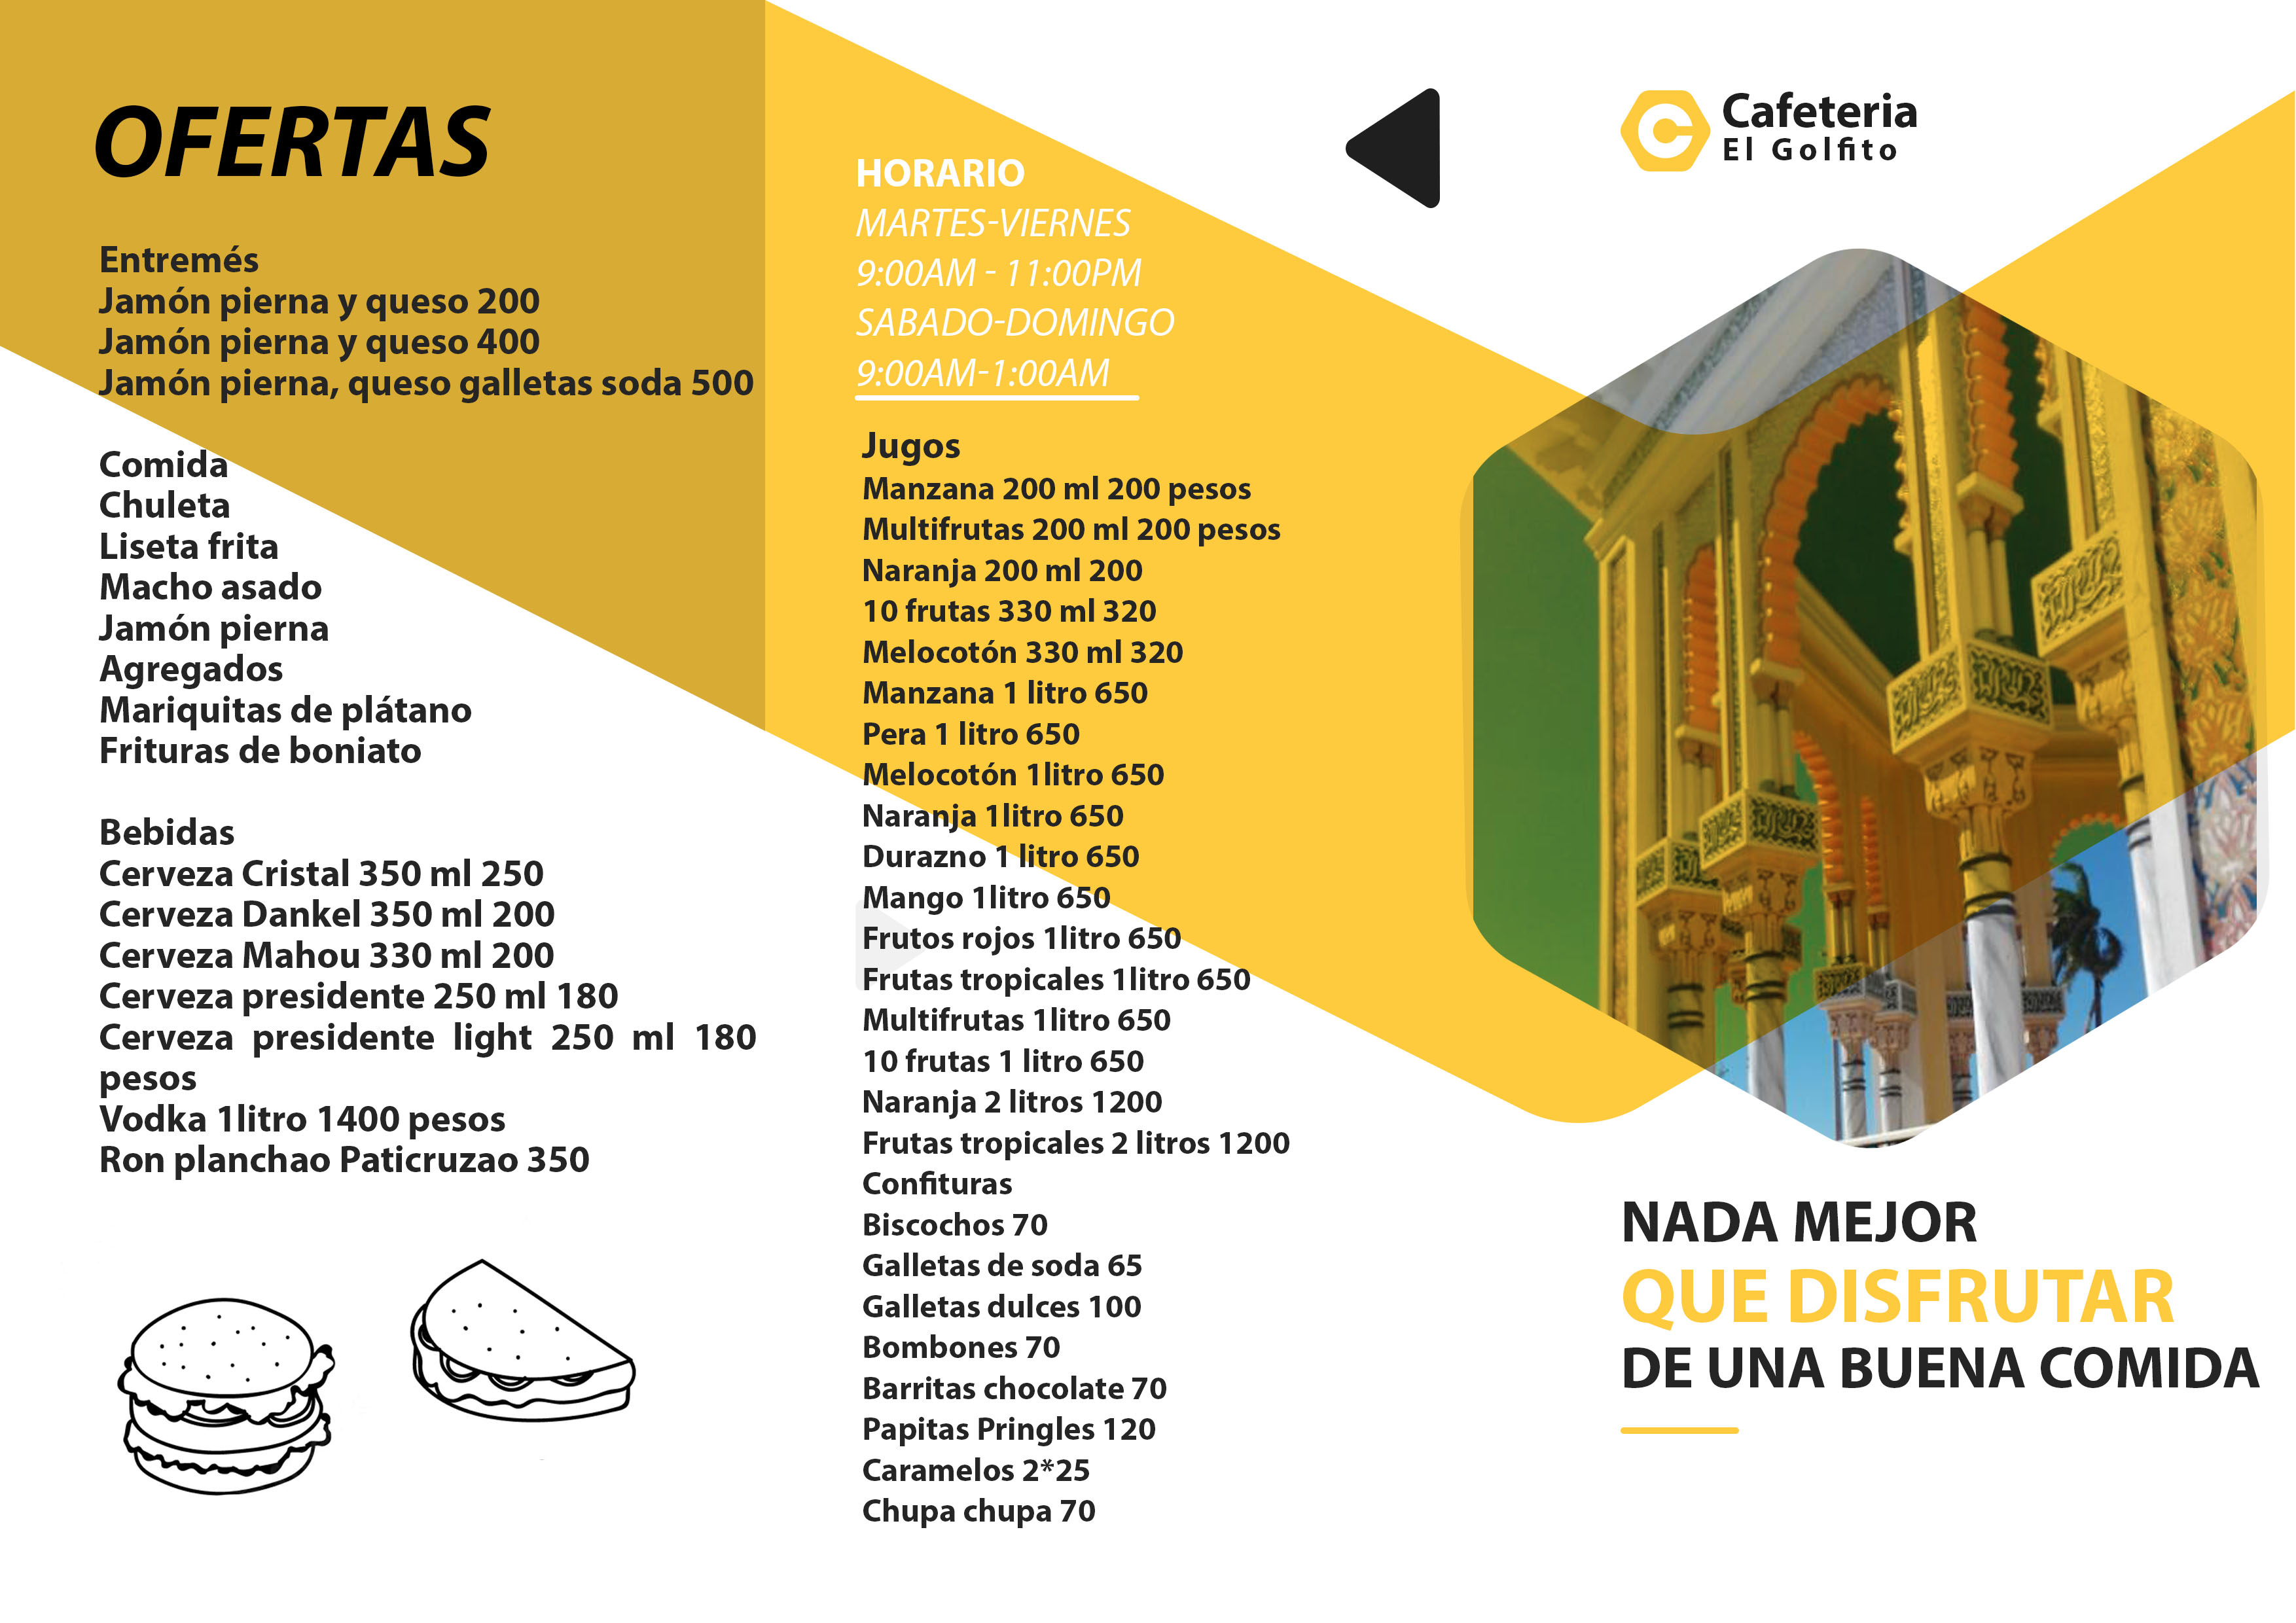 OFERTAS
Entremés
Jamón pierna y queso 200
Jamón pierna y queso 400
Jamón pierna, queso galletas soda 500
Comida
Chuleta
Liseta frita
Macho asado
Jamón pierna
Agregados
Mariquitas de plátano
Frituras de boniato
Bebidas
Cerveza Cristal 350 ml 250
Cerveza Dankel 350 ml 200
Cerveza Mahou 330 ml 200
Cerveza presidente 250 ml 180
Cerveza presidente light 250 ml 180
pesos
Vodka 1litro 1400 pesos
Ron planchao Paticruzao 350
HORARIO
MARTES-VIERNES
9:00AM - 11:00PM
SABADO-DOMINGO
9:00AM-1:00AM
Jugos
Manzana 200 ml 200 pesos
Multifrutas 200 ml 200 pesos
Naranja 200 ml 200
10 frutas 330 ml 320
Melocotón 330 ml 320
Manzana 1 litro 650
Pera 1 litro 650
Melocotón 1litro 650
Naranja 1litro 650
Durazno 1 litro 650
Mango 1litro 650
Frutos rojos 1litro 650
Frutas tropicales 1litro 650
Multifrutas 1litro 650
10 frutas 1 litro 650
Naranja 2 litros 1200
Frutas tropicales 2 litros 1200
Confituras
Biscochos 70
Galletas de soda 65
Galletas dulces 100
Bombones 70
Barritas chocolate 70
Papitas Pringles 120
Caramelos 2*25
Chupa chupa 70
Cafeteria
El Golfito
NADA MEJOR
QUE DISFRUTAR
DE UNA BUENA COMIDA